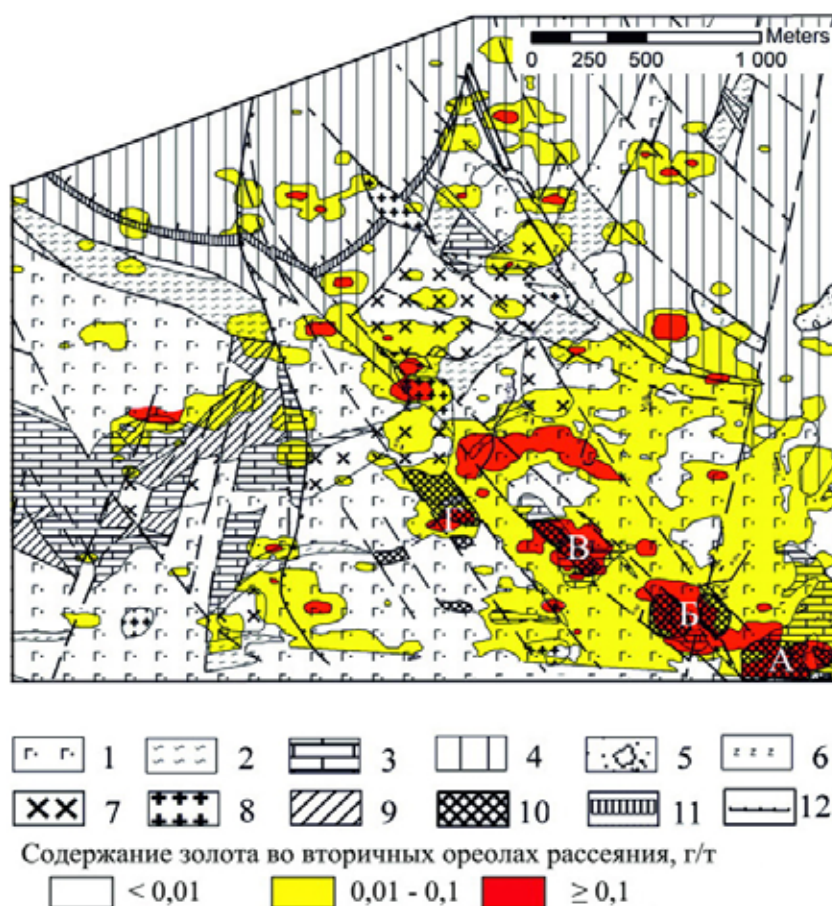 Meters
0 250 500 1 000
Г
В
Б
А
1 2 3 4 5 6
7 8 9 10 11 12
Содержание золота во вторичных ореолах рассеяния, г/т
< 0,01 0,01 - 0,1 ≥ 0,1